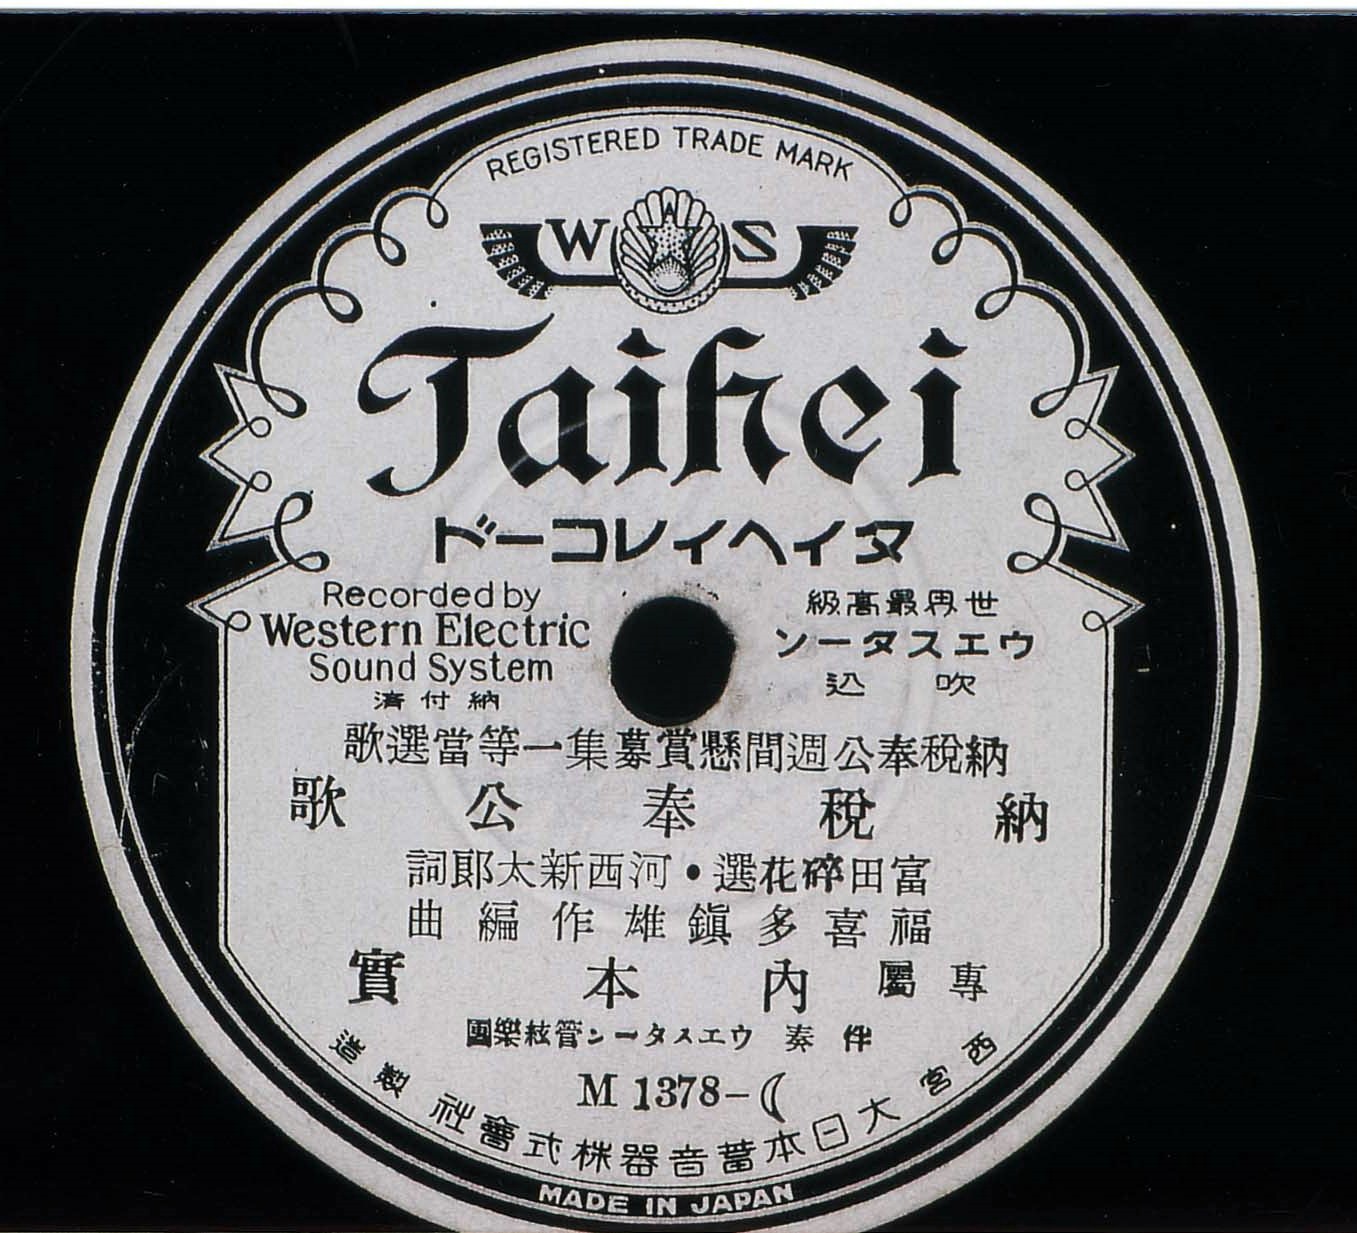 REGISTERED TRADE MARK
W A S
Taihei
タイヘイレコード
Recorded by
Western Electric
Sound System
納付済
世界最高級
ウエスターン
吹込
納稅奉公週間懸賞募集一等當選歌
納稅奉公歌
富田碎花選・河西新太郎詞
福喜多鎭雄作編曲
專屬 內本實
伴奏 ウエスターン管絃樂團
M 1378-
西宮 大日本蓄音器株式會社製造
MADE IN JAPAN